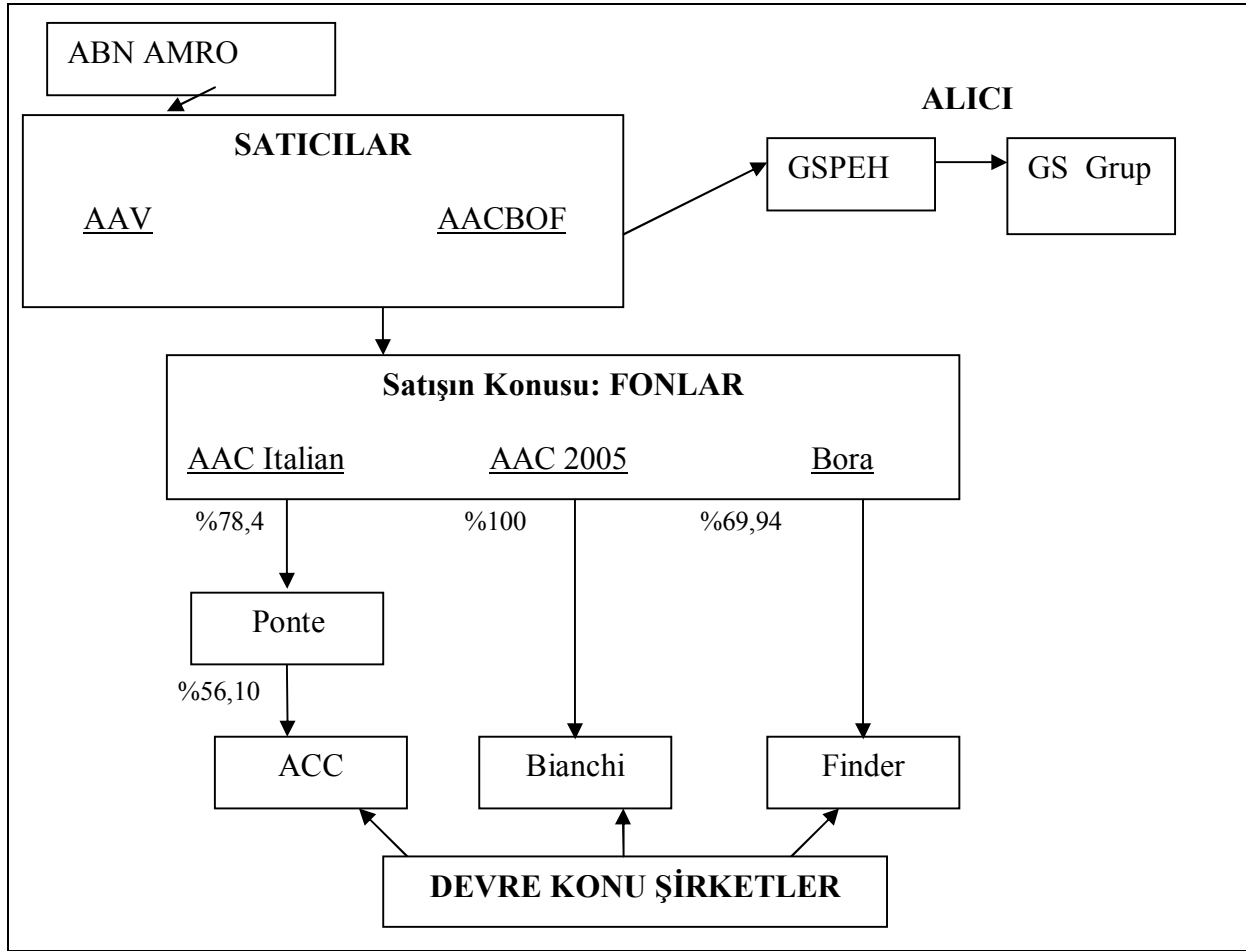 ABN AMRO
ALICI
SATICILAR
AAV
AACBOF
GSPEH
GS Grup
Satışın Konusu: FONLAR
AAC Italian
AAC 2005
Bora
%78,4
%100
%69,94
Ponte
%56,10
ACC
Bianchi
Finder
DEVRE KONU ŞİRKETLER